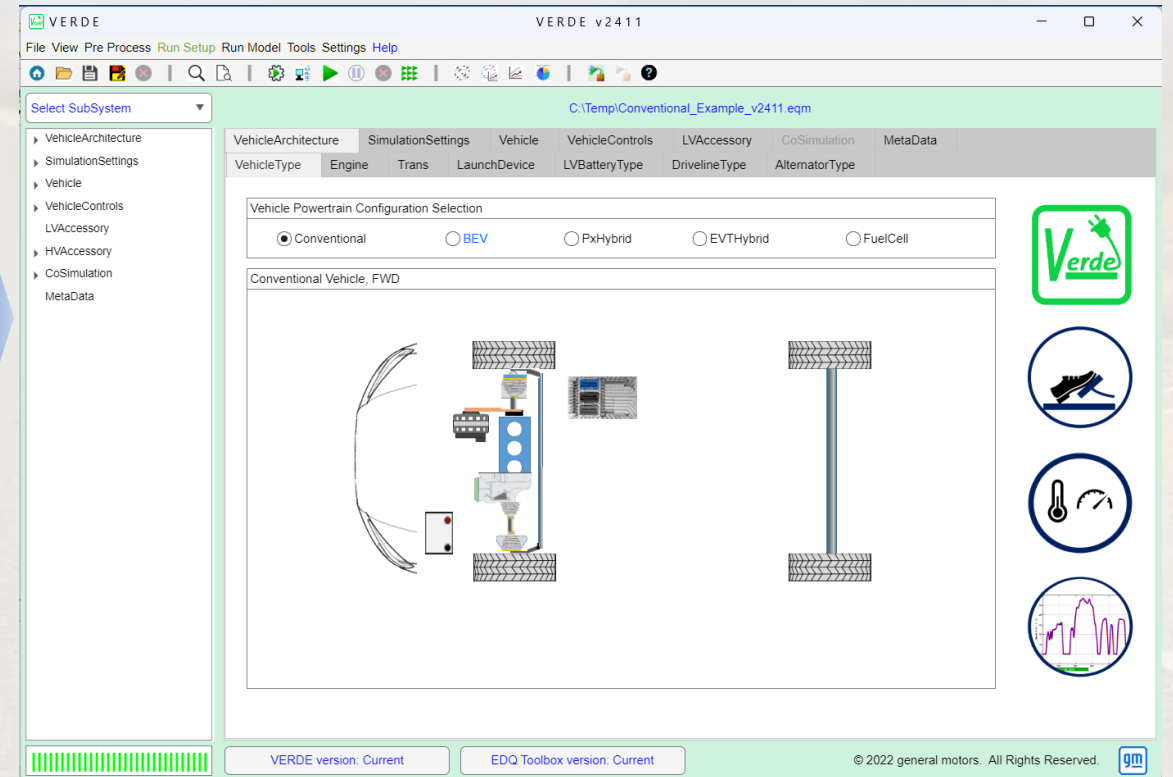 VERDE
VERDE v2411
File View Pre Process Run Setup Run Model Tools Settings Help
Select SubSystem
C:\Temp\Conventional_Example_v2411.eqm
VehicleArchitecture
SimulationSettings
Vehicle
VehicleControls
LVAccessory
HVAccessory
CoSimulation
MetaData
VehicleArchitecture SimulationSettings Vehicle VehicleControls LVAccessory CoSimulation MetaData
VehicleType Engine Trans LaunchDevice LVBatteryType DrivelineType AlternatorType
Vehicle Powertrain Configuration Selection
Conventional BEV PxHybrid EVTHybrid FuelCell
Conventional Vehicle, FWD
Verde
VERDE version: Current
EDQ Toolbox version: Current
© 2022 general motors. All Rights Reserved.
gm